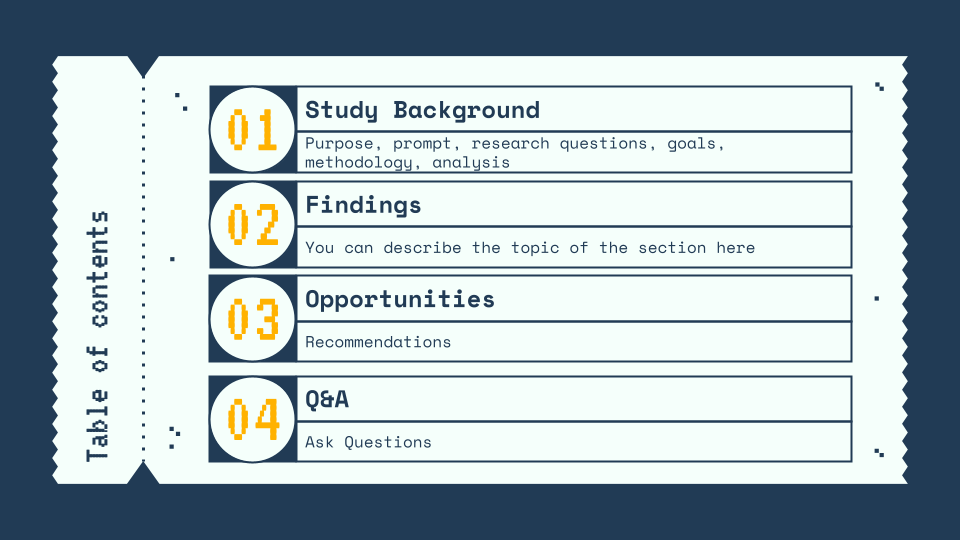 Table of contents
01
Study Background
Purpose, prompt, research questions, goals,
methodology, analysis
02
Findings
You can describe the topic of the section here
03
Opportunities
Recommendations
04
Q&A
Ask Questions